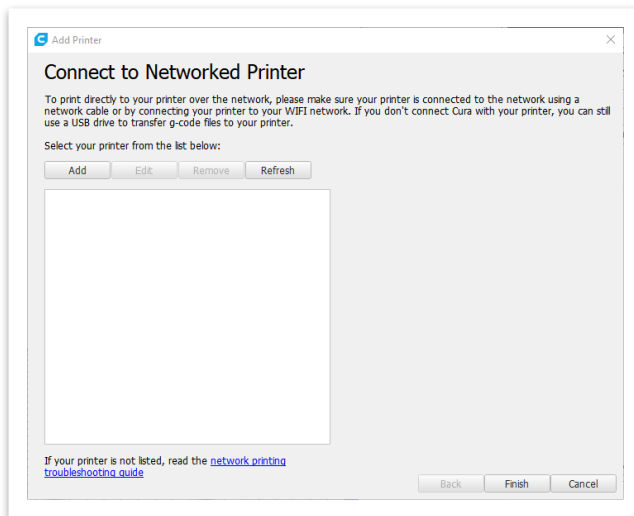 Add Printer
Connect to Networked Printer
To print directly to your printer over the network, please make sure your printer is connected to the network using a
network cable or by connecting your printer to your WIFI network. If you don't connect Cura with your printer, you can still
use a USB drive to transfer g-code files to your printer.
Select your printer from the list below:
Add Edit Remove Refresh
If your printer is not listed, read the network printing
troubleshooting guide
Back Finish Cancel